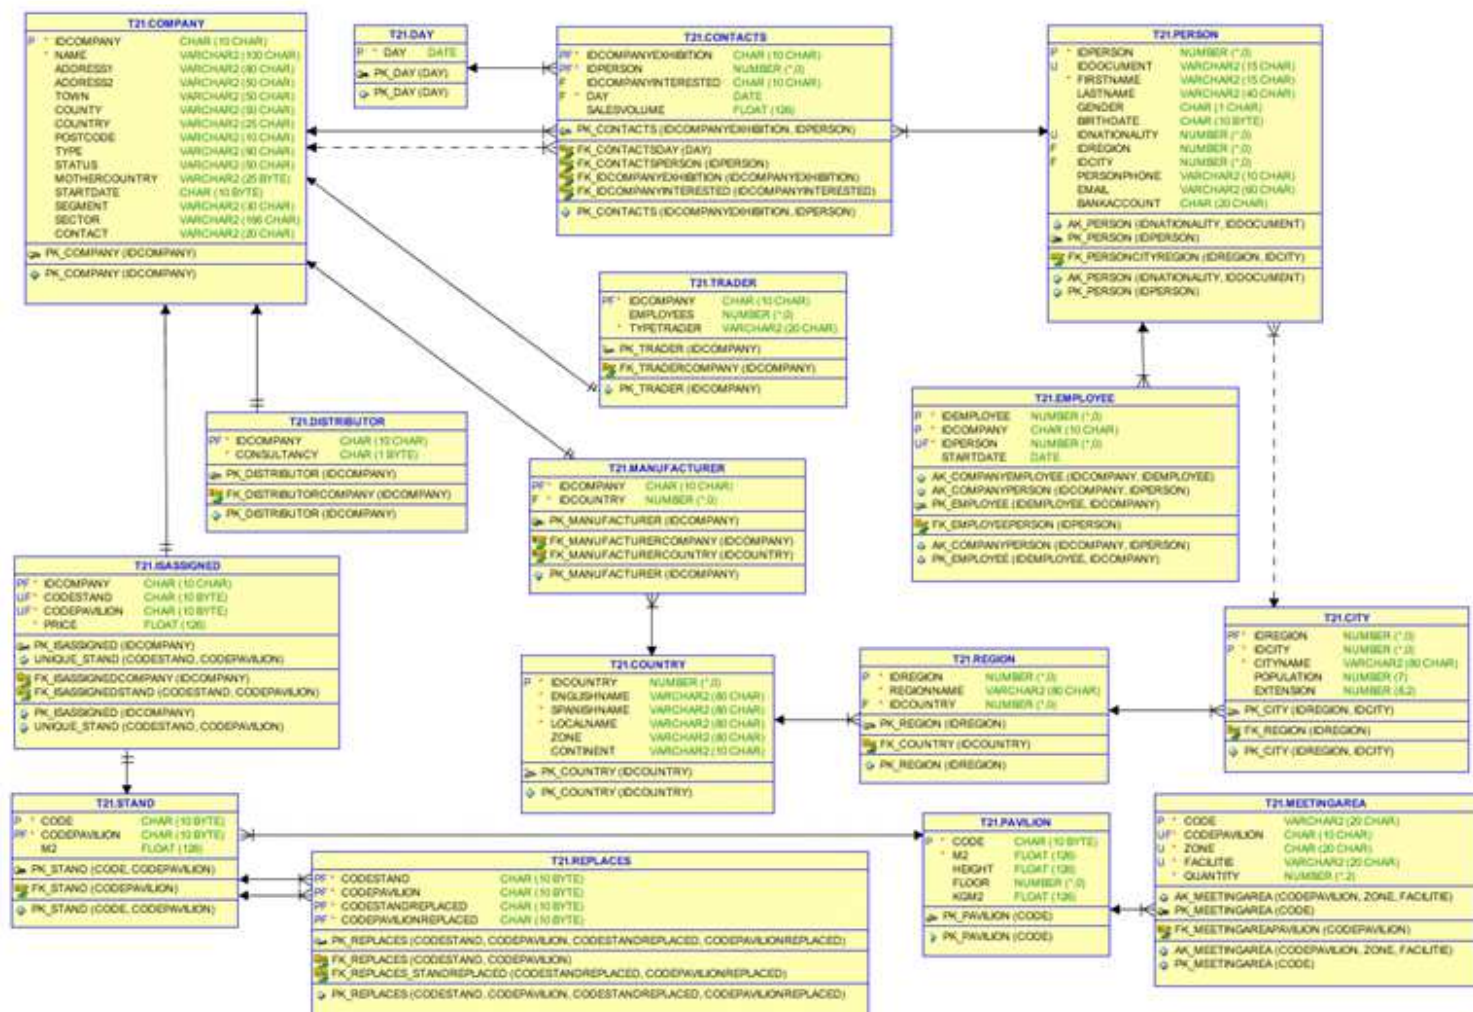 T21.COMPANY
P * IDCOMPANY CHAR (10 CHAR)
* NAME VARCHAR2 (100 CHAR)
ADDRESS1 VARCHAR2 (80 CHAR)
ADDRESS2 VARCHAR2 (50 CHAR)
TOWN VARCHAR2 (50 CHAR)
COUNTY VARCHAR2 (50 CHAR)
COUNTRY VARCHAR2 (25 CHAR)
POSTCODE VARCHAR2 (10 CHAR)
TYPE VARCHAR2 (90 CHAR)
STATUS VARCHAR2 (50 CHAR)
MOTHERCOUNTRY VARCHAR2 (25 BYTE)
STARTDATE CHAR (10 BYTE)
SEGMENT VARCHAR2 (30 CHAR)
SECTOR VARCHAR2 (166 CHAR)
CONTACT VARCHAR2 (20 CHAR)
PK_COMPANY (IDCOMPANY)
PK_COMPANY (IDCOMPANY)
T21.DAY
P * DAY DATE
PK_DAY (DAY)
PK_DAY (DAY)
T21.CONTACTS
PF* IDCOMPANYEXHIBITION CHAR (10 CHAR)
PF* IDPERSON NUMBER (*,0)
F IDCOMPANYINTERESTED CHAR (10 CHAR)
F * DAY DATE
SALESVOLUME FLOAT (126)
PK_CONTACTS (IDCOMPANYEXHIBITION, IDPERSON)
FK_CONTACTSDAY (DAY)
FK_CONTACTSPERSON (IDPERSON)
FK_IDCOMPANYEXHIBITION (IDCOMPANYEXHIBITION)
FK_IDCOMPANYINTERESTED (IDCOMPANYINTERESTED)
PK_CONTACTS (IDCOMPANYEXHIBITION, IDPERSON)
T21.PERSON
P * IDPERSON NUMBER (*,0)
U IDDOCUMENT VARCHAR2 (15 CHAR)
* FIRSTNAME VARCHAR2 (15 CHAR)
LASTNAME VARCHAR2 (40 CHAR)
GENDER CHAR (1 CHAR)
BIRTHDATE CHAR (10 BYTE)
U IDNATIONALITY NUMBER (*,0)
F IDREGION NUMBER (*,0)
F IDCITY NUMBER (*,0)
PERSONPHONE VARCHAR2 (10 CHAR)
EMAIL VARCHAR2 (60 CHAR)
BANKACCOUNT CHAR (20 CHAR)
AK_PERSON (IDNATIONALITY, IDDOCUMENT)
PK_PERSON (IDPERSON)
FK_PERSONCITYREGION (IDREGION, IDCITY)
AK_PERSON (IDNATIONALITY, IDDOCUMENT)
PK_PERSON (IDPERSON)
T21.TRADER
PF* IDCOMPANY CHAR (10 CHAR)
EMPLOYEES NUMBER (*,0)
* TYPETRADER VARCHAR2 (20 CHAR)
PK_TRADER (IDCOMPANY)
FK_TRADERCOMPANY (IDCOMPANY)
PK_TRADER (IDCOMPANY)
T21.EMPLOYEE
P * IDEMPLOYEE NUMBER (*,0)
P * IDCOMPANY CHAR (10 CHAR)
UF* IDPERSON NUMBER (*,0)
STARTDATE DATE
AK_COMPANYEMPLOYEE (IDCOMPANY, IDEMPLOYEE)
AK_COMPANYPERSON (IDCOMPANY, IDPERSON)
PK_EMPLOYEE (IDEMPLOYEE, IDCOMPANY)
FK_EMPLOYEEPERSON (IDPERSON)
AK_COMPANYPERSON (IDCOMPANY, IDPERSON)
PK_EMPLOYEE (IDEMPLOYEE, IDCOMPANY)
T21.DISTRIBUTOR
PF* IDCOMPANY CHAR (10 CHAR)
* CONSULTANCY CHAR (1 BYTE)
PK_DISTRIBUTOR (IDCOMPANY)
FK_DISTRIBUTORCOMPANY (IDCOMPANY)
PK_DISTRIBUTOR (IDCOMPANY)
T21.MANUFACTURER
PF* IDCOMPANY CHAR (10 CHAR)
F * IDCOUNTRY NUMBER (*,0)
PK_MANUFACTURER (IDCOMPANY)
FK_MANUFACTURERCOMPANY (IDCOMPANY)
FK_MANUFACTURERCOUNTRY (IDCOUNTRY)
PK_MANUFACTURER (IDCOMPANY)
T21.ISASSIGNED
PF* IDCOMPANY CHAR (10 CHAR)
UF* CODESTAND CHAR (10 BYTE)
UF* CODEPAVILION CHAR (10 BYTE)
* PRICE FLOAT (126)
PK_ISASSIGNED (IDCOMPANY)
UNIQUE_STAND (CODESTAND, CODEPAVILION)
FK_ISASSIGNEDCOMPANY (IDCOMPANY)
FK_ISASSIGNEDSTAND (CODESTAND, CODEPAVILION)
PK_ISASSIGNED (IDCOMPANY)
UNIQUE_STAND (CODESTAND, CODEPAVILION)
T21.COUNTRY
P * IDCOUNTRY NUMBER (*,0)
* ENGLISHNAME VARCHAR2 (80 CHAR)
* SPANISHNAME VARCHAR2 (80 CHAR)
* LOCALNAME VARCHAR2 (80 CHAR)
ZONE VARCHAR2 (80 CHAR)
CONTINENT VARCHAR2 (10 CHAR)
PK_COUNTRY (IDCOUNTRY)
PK_COUNTRY (IDCOUNTRY)
T21.REGION
P * IDREGION NUMBER (*,0)
* REGIONNAME VARCHAR2 (80 CHAR)
F * IDCOUNTRY NUMBER (*,0)
PK_REGION (IDREGION)
FK_COUNTRY (IDCOUNTRY)
PK_REGION (IDREGION)
T21.CITY
PF* IDREGION NUMBER (*,0)
P * IDCITY NUMBER (*,0)
* CITYNAME VARCHAR2 (80 CHAR)
POPULATION NUMBER (7)
EXTENSION NUMBER (8,2)
PK_CITY (IDREGION, IDCITY)
FK_REGION (IDREGION)
PK_CITY (IDREGION, IDCITY)
T21.STAND
P * CODE CHAR (10 BYTE)
PF* CODEPAVILION CHAR (10 BYTE)
M2 FLOAT (126)
PK_STAND (CODE, CODEPAVILION)
FK_STAND (CODEPAVILION)
PK_STAND (CODE, CODEPAVILION)
T21.REPLACES
PF* CODESTAND CHAR (10 BYTE)
PF* CODEPAVILION CHAR (10 BYTE)
PF* CODESTANDREPLACED CHAR (10 BYTE)
PF* CODEPAVILIONREPLACED CHAR (10 BYTE)
PK_REPLACES (CODESTAND, CODEPAVILION, CODESTANDREPLACED, CODEPAVILIONREPLACED)
FK_REPLACES (CODESTAND, CODEPAVILION)
FK_REPLACES_STANDREPLACED (CODESTANDREPLACED, CODEPAVILIONREPLACED)
PK_REPLACES (CODESTAND, CODEPAVILION, CODESTANDREPLACED, CODEPAVILIONREPLACED)
T21.PAVILION
P * CODE CHAR (10 BYTE)
* M2 FLOAT (126)
HEIGHT FLOAT (126)
FLOOR NUMBER (*,0)
KGM2 FLOAT (126)
PK_PAVILION (CODE)
PK_PAVILION (CODE)
T21.MEETINGAREA
P * CODE VARCHAR2 (20 CHAR)
UF* CODEPAVILION CHAR (10 CHAR)
U * ZONE CHAR (20 CHAR)
U * FACILITIE VARCHAR2 (20 CHAR)
* QUANTITY NUMBER (*,2)
AK_MEETINGAREA (CODEPAVILION, ZONE, FACILITIE)
PK_MEETINGAREA (CODE)
FK_MEETINGAREAPAVILION (CODEPAVILION)
AK_MEETINGAREA (CODEPAVILION, ZONE, FACILITIE)
PK_MEETINGAREA (CODE)